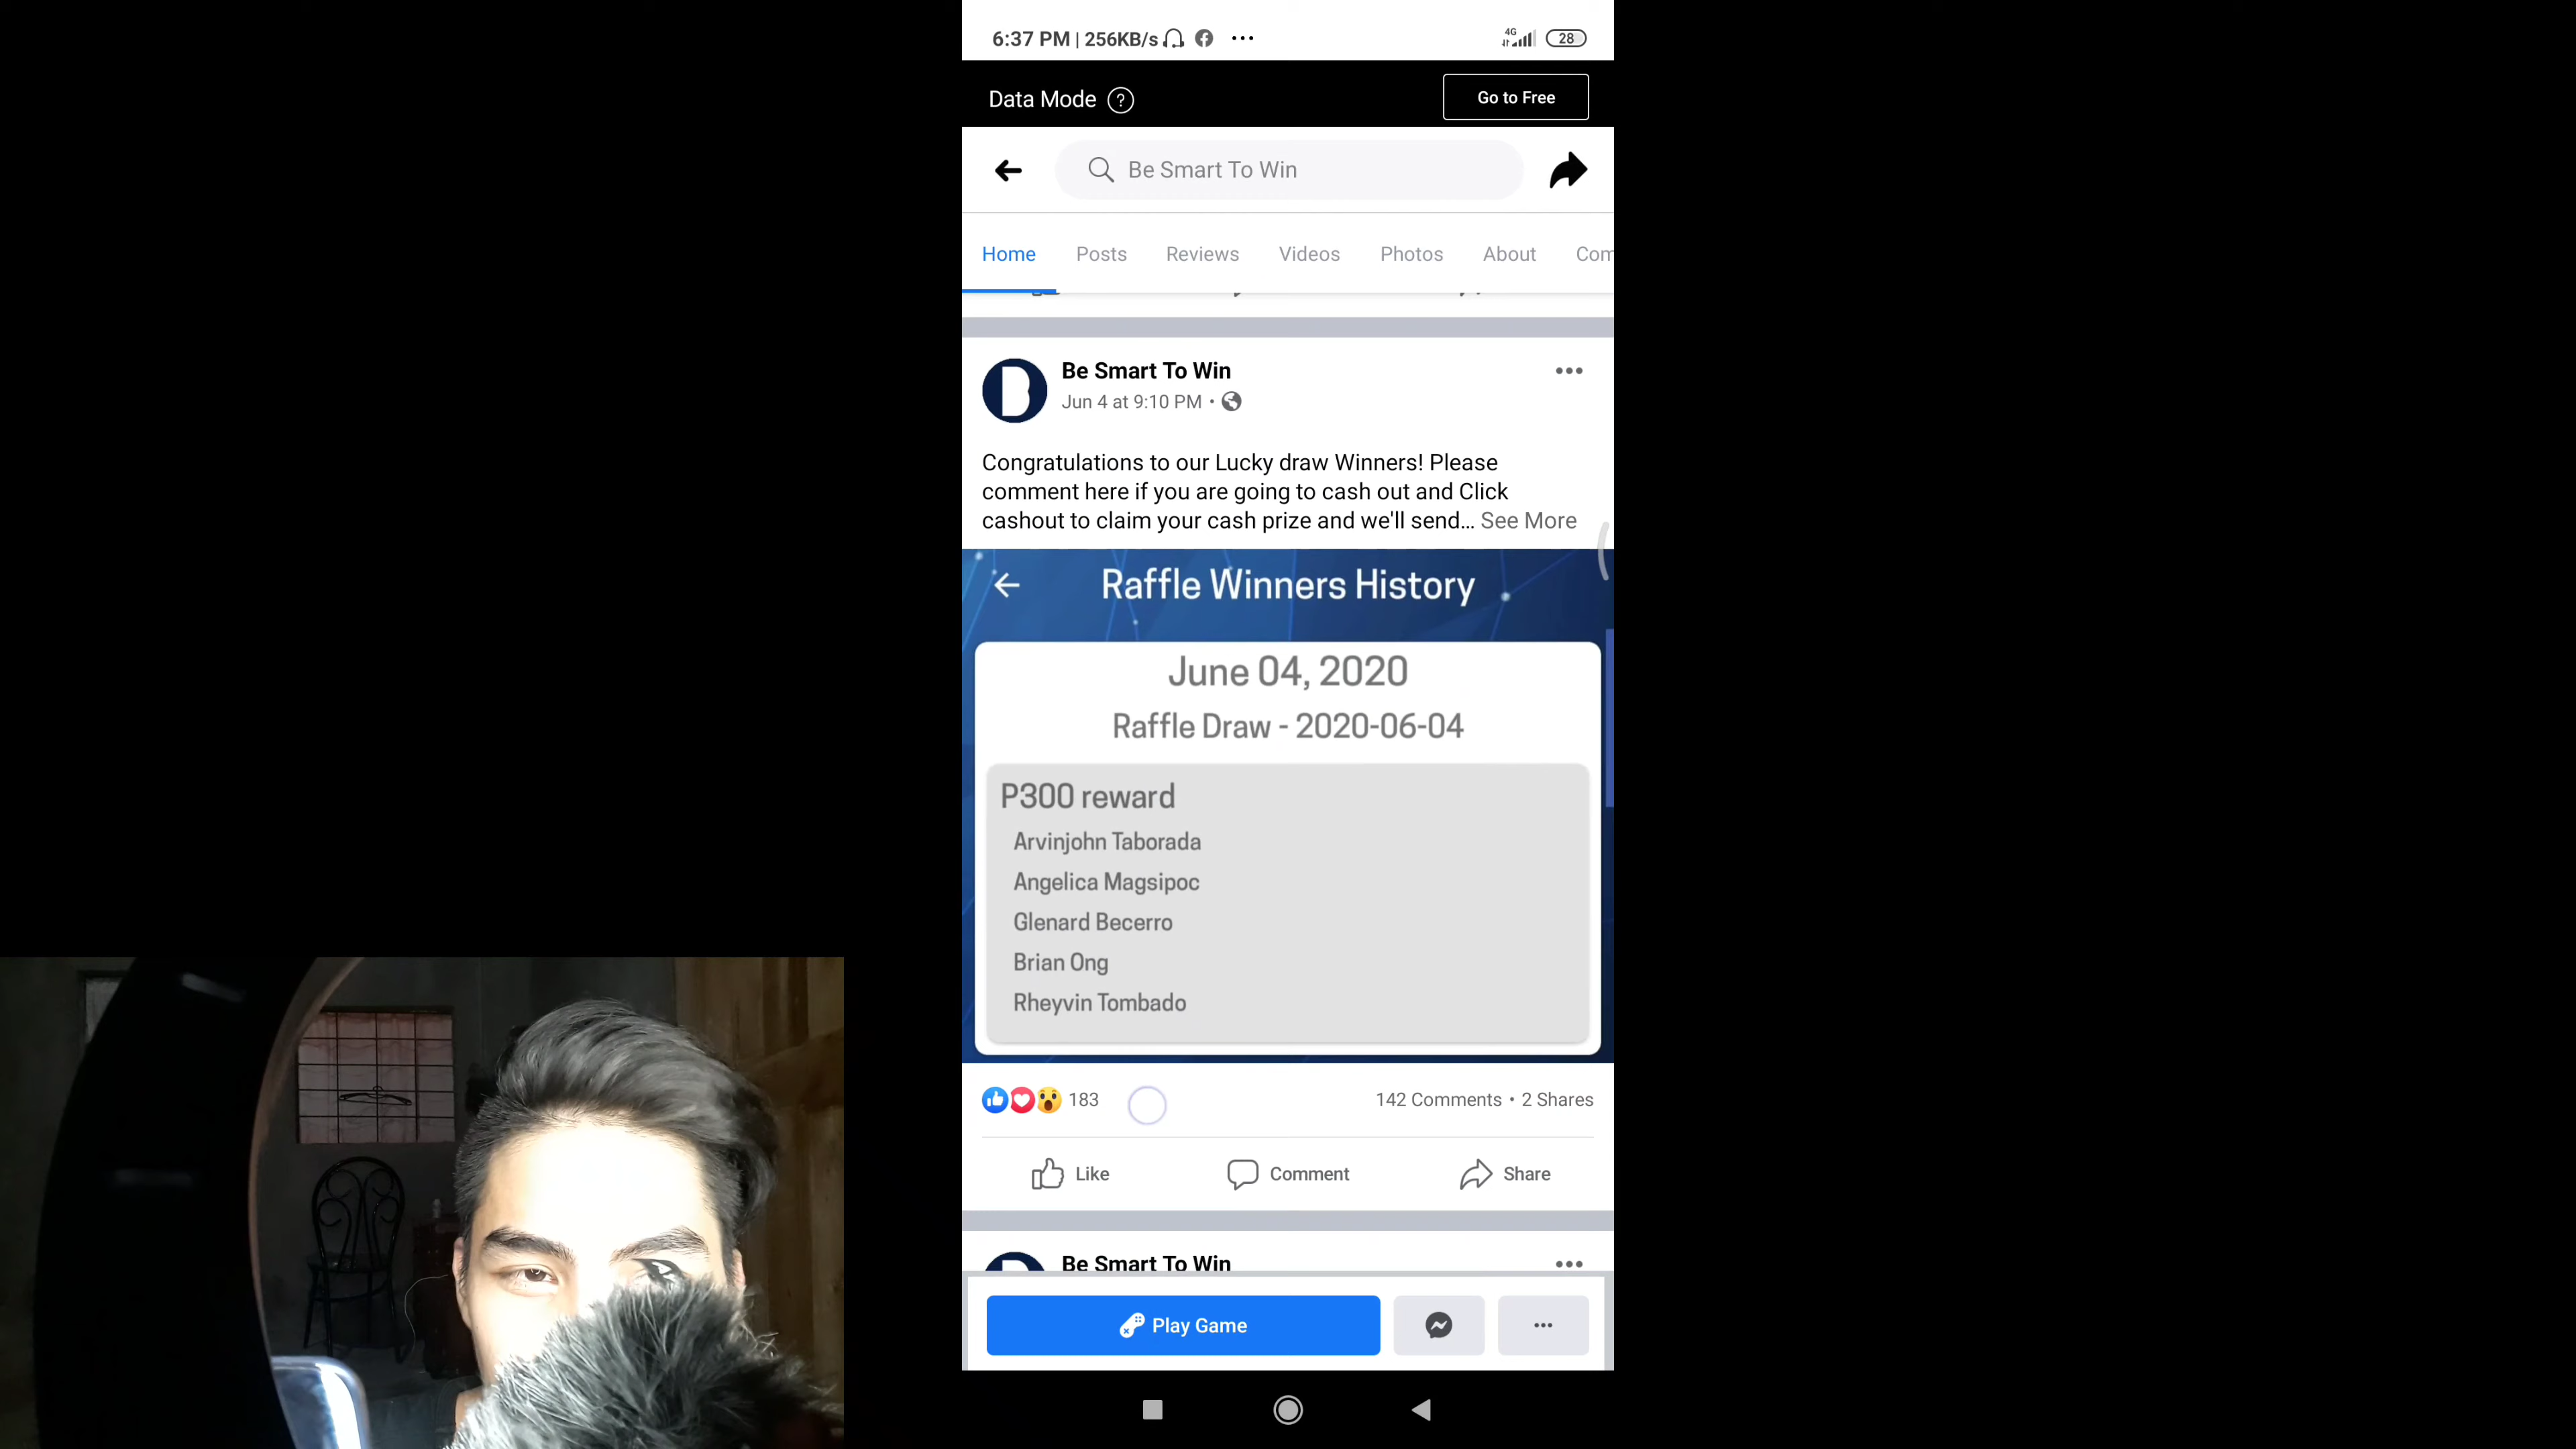 6:37 PM | 256KB/s ... 4G 28
Data Mode ? Go to Free
Be Smart To Win
Home Posts Reviews Videos Photos About Com
Be Smart To Win
Jun 4 at 9:10 PM •
Congratulations to our Lucky draw Winners! Please
comment here if you are going to cash out and Click
cashout to claim your cash prize and we'll send... See More
Raffle Winners History
June 04, 2020
Raffle Draw - 2020-06-04
P300 reward
Arvinjohn Taborada
Angelica Magsipoc
Glenard Becerro
Brian Ong
Rheyvin Tombado
183 142 Comments • 2 Shares
Like Comment Share
Be Smart To Win
Play Game